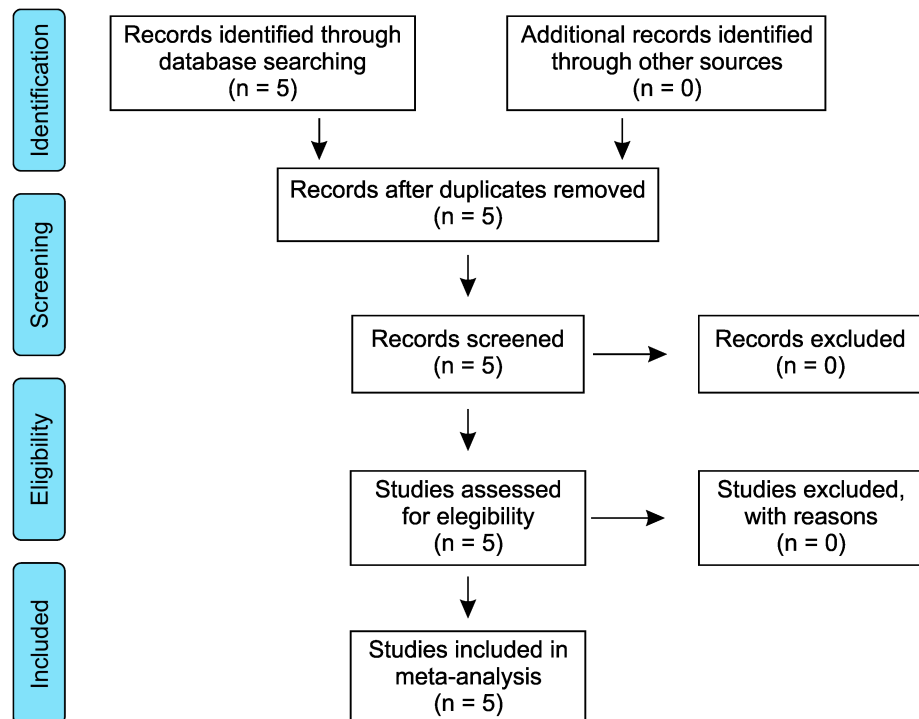 Identification
Records identified through
database searching
(n = 5)
Additional records identified
through other sources
(n = 0)
Records after duplicates removed
(n = 5)
Screening
Records screened
(n = 5)
Records excluded
(n = 0)
Eligibility
Studies assessed
for elegibility
(n = 5)
Studies excluded,
with reasons
(n = 0)
Included
Studies included in
meta-analysis
(n = 5)